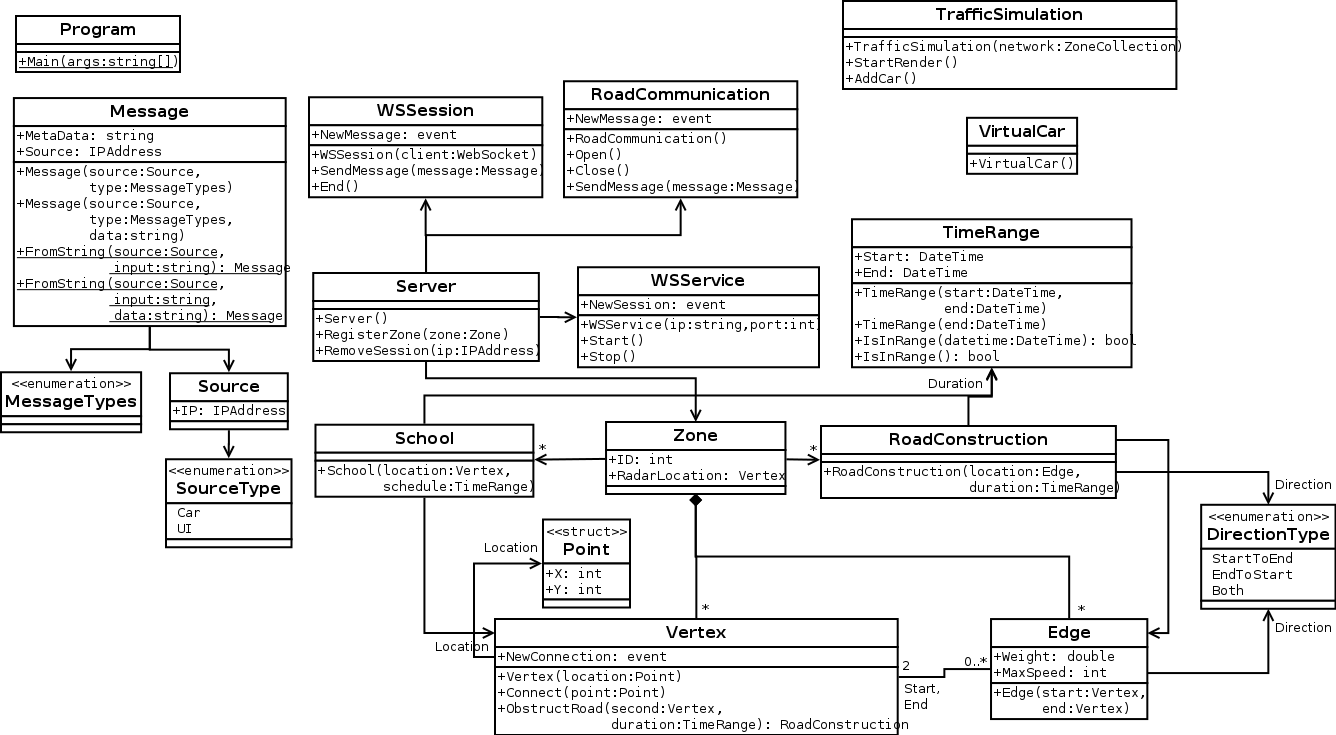 Program
+Main(args:string[])
TrafficSimulation
+TrafficSimulation(network:ZoneCollection)
+StartRender()
+AddCar()
Message
+MetaData: string
+Source: IPAddress
+Message(source:Source,
type:MessageTypes)
+Message(source:Source,
type:MessageTypes,
data:string)
+FromString(source:Source,
input:string): Message
+FromString(source:Source,
input:string,
data:string): Message
WSSession
+NewMessage: event
+WSSession(client:WebSocket)
+SendMessage(message:Message)
+End()
RoadCommunication
+NewMessage: event
+RoadCommunication()
+Open()
+Close()
+SendMessage(message:Message)
VirtualCar
+VirtualCar()
Server
+Server()
+RegisterZone(zone:Zone)
+RemoveSession(ip:IPAddress)
WSService
+NewSession: event
+WSService(ip:string,port:int)
+Start()
+Stop()
TimeRange
+Start: DateTime
+End: DateTime
+TimeRange(start:DateTime,
end:DateTime)
+TimeRange(end:DateTime)
+IsInRange(datetime:DateTime): bool
+IsInRange(): bool
Duration
<<enumeration>>
MessageTypes
Source
+IP: IPAddress
<<enumeration>>
SourceType
Car
UI
School
+School(location:Vertex,
schedule:TimeRange)
*
Zone
+ID: int
+RadarLocation: Vertex
*
RoadConstruction
+RoadConstruction(location:Edge,
duration:TimeRange)
Direction
<<enumeration>>
DirectionType
StartToEnd
EndToStart
Both
Direction
Location
<<struct>>
Point
+X: int
+Y: int
*
*
Location
Vertex
+NewConnection: event
+Vertex(location:Point)
+Connect(point:Point)
+ObstructRoad(second:Vertex,
duration:TimeRange): RoadConstruction
2
0..*
Start,
End
Edge
+Weight: double
+MaxSpeed: int
+Edge(start:Vertex,
end:Vertex)